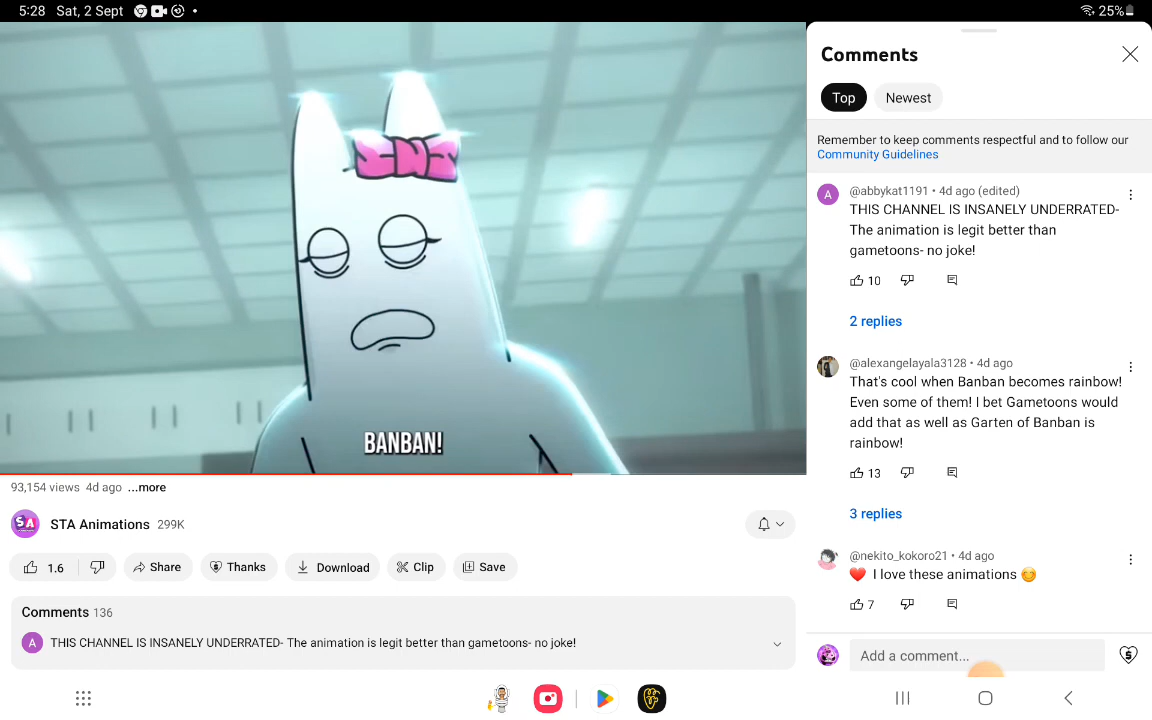 5:28 Sat, 2 Sept
25%
BANBAN!
93,154 views 4d ago ...more
SA STA Animations 299K
1.6 Share Thanks Download Clip Save
Comments 136
A THIS CHANNEL IS INSANELY UNDERRATED- The animation is legit better than gametoons- no joke!
Comments
Top Newest
Remember to keep comments respectful and to follow our
Community Guidelines
A @abbykat1191 • 4d ago (edited)
THIS CHANNEL IS INSANELY UNDERRATED-
The animation is legit better than
gametoons- no joke!
10
2 replies
@alexangelayala3128 • 4d ago
That's cool when Banban becomes rainbow!
Even some of them! I bet Gametoons would
add that as well as Garten of Banban is
rainbow!
13
3 replies
@nekito_kokoro21 • 4d ago
❤️ I love these animations 😊
7
Add a comment...